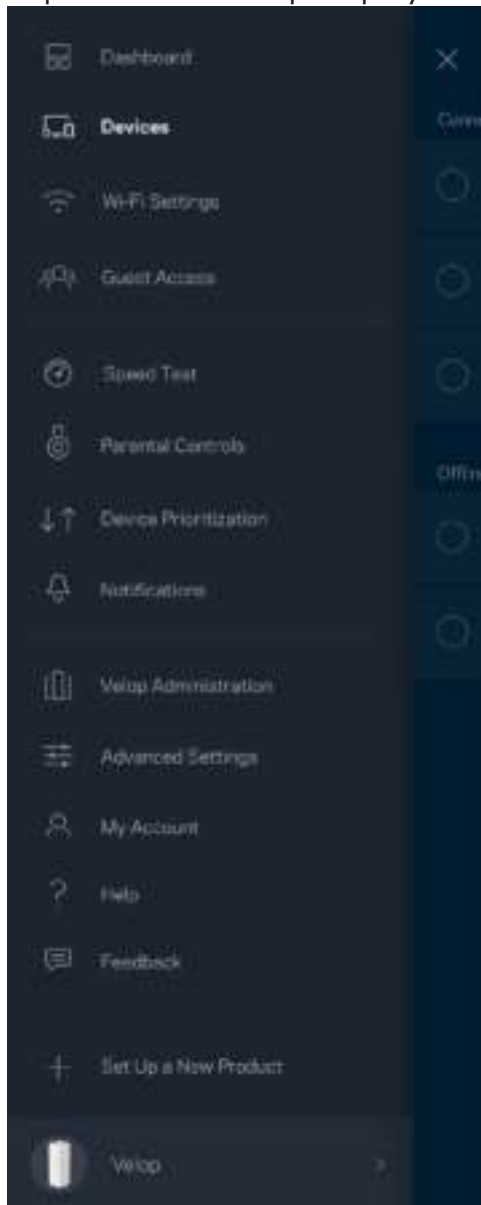 Dashboard
Devices
Wi-Fi Settings
Guest Access
Speed Test
Parental Controls
Device Prioritization
Notifications
Velop Administration
Advanced Settings
My Account
Help
Feedback
Set Up a New Product
Velop